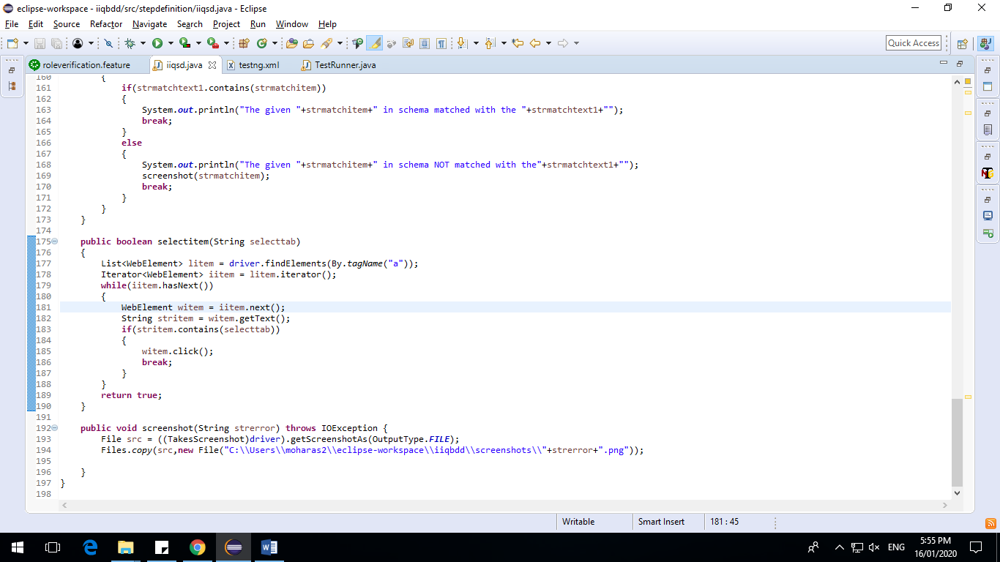 eclipse-workspace - iiqbdd/src/stepdefinition/iiqsd.java - Eclipse
File Edit Source Refactor Navigate Search Project Run Window Help
Quick Access
roleverification.feature iiqsd.java testng.xml TestRunner.java
160 {
161 if(strmatchtext1.contains(strmatchitem))
162 {
163 System.out.println("The given "+strmatchitem+" in schema matched with the "+strmatchtext1+"");
164 break;
165 }
166 else
167 {
168 System.out.println("The given "+strmatchitem+" in schema NOT matched with the"+strmatchtext1+"");
169 screenshot(strmatchitem);
170 break;
171 }
172 }
173 }
174
175 public boolean selectitem(String selecttab)
176 {
177 List<WebElement> litem = driver.findElements(By.tagName("a"));
178 Iterator<WebElement> iitem = litem.iterator();
179 while(iitem.hasNext())
180 {
181 WebElement witem = iitem.next();
182 String stritem = witem.getText();
183 if(stritem.contains(selecttab))
184 {
185 witem.click();
186 break;
187 }
188 }
189 return true;
190 }
191
192 public void screenshot(String strerror) throws IOException {
193 File src = ((TakesScreenshot)driver).getScreenshotAs(OutputType.FILE);
194 Files.copy(src,new File("C:\\Users\\moharas2\\eclipse-workspace\\iiqbdd\\screenshots\\"+strerror+".png"));
195
196 }
197 }
198
Writable Smart Insert 181 : 45
ENG 5:55 PM
16/01/2020